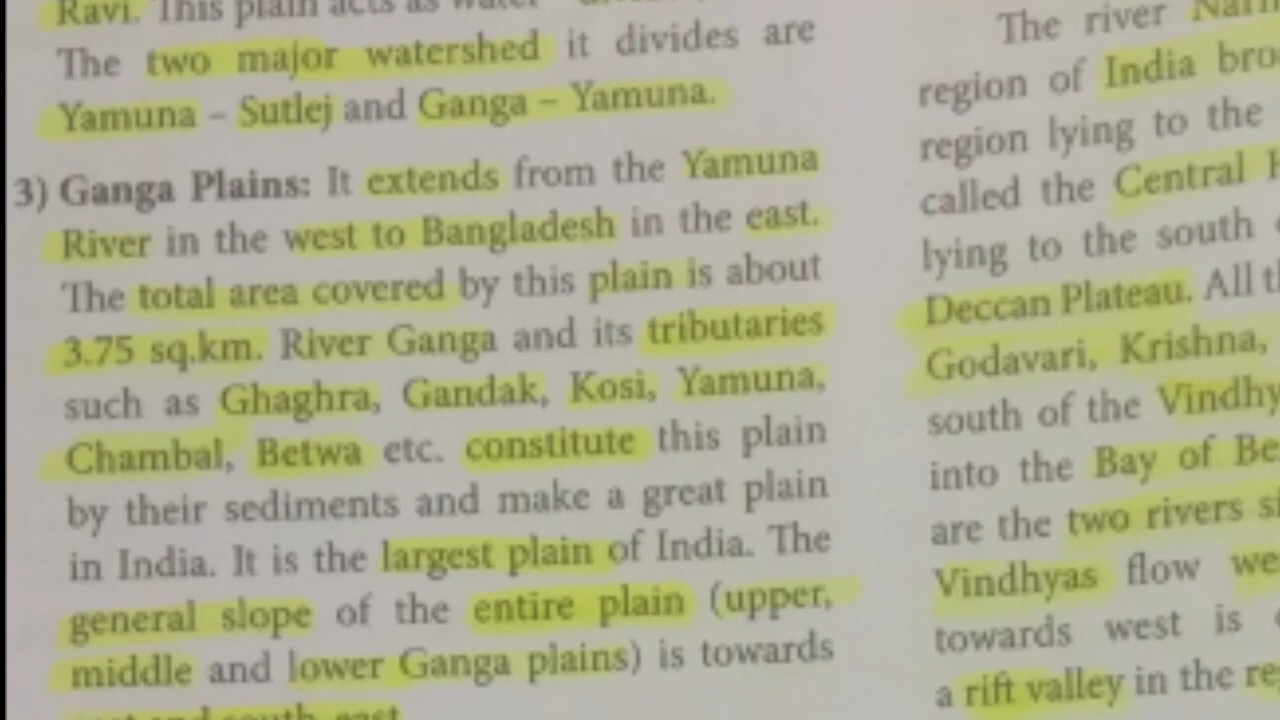 Ravi. This plain acts as water
The two major watershed it divides are
Yamuna – Sutlej and Ganga – Yamuna.
3) Ganga Plains: It extends from the Yamuna
River in the west to Bangladesh in the east.
The total area covered by this plain is about
3.75 sq.km. River Ganga and its tributaries
such as Ghaghra, Gandak, Kosi, Yamuna,
Chambal, Betwa etc. constitute this plain
by their sediments and make a great plain
in India. It is the largest plain of India. The
general slope of the entire plain (upper,
middle and lower Ganga plains) is towards
east and south east.
The river
region of India
region lying to the
called the Central
lying to the south
Deccan Plateau. All
Godavari, Krishna,
south of the
into the Bay of
are the two rivers
Vindhyas flow
towards west is
a rift valley in the